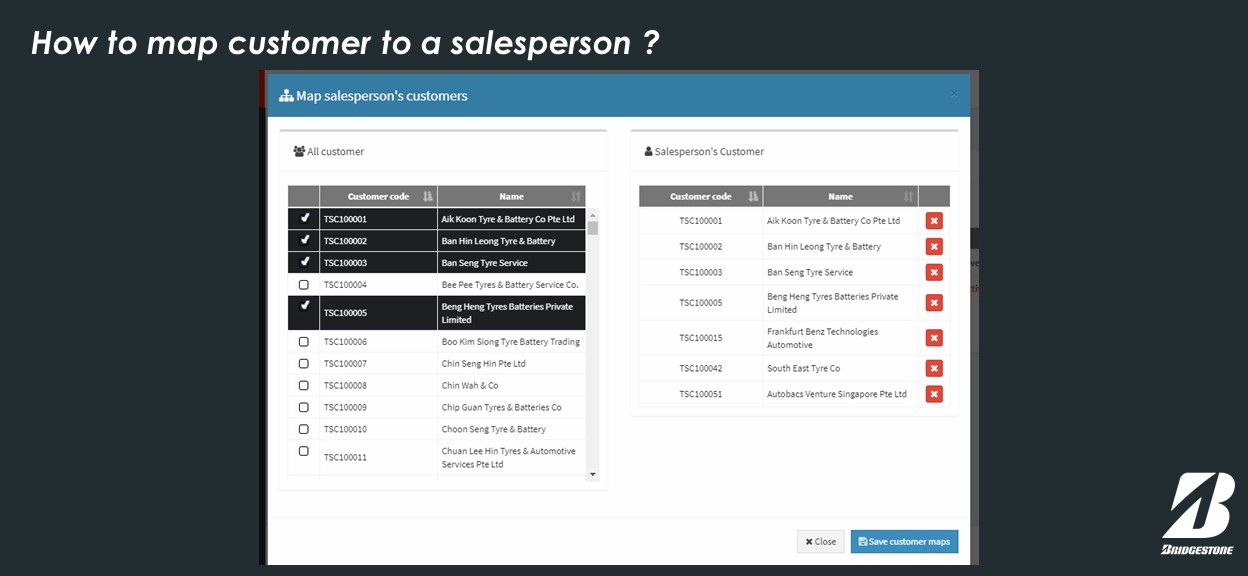 How to map customer to a salesperson ?
Map salesperson's customers
×
All customer
Customer code Name
TSC100001 Aik Koon Tyre & Battery Co Pte Ltd
TSC100002 Ban Hin Leong Tyre & Battery
TSC100003 Ban Seng Tyre Service
TSC100004 Bee Pee Tyres & Battery Service Co.
TSC100005 Beng Heng Tyres Batteries Private
Limited
TSC100006 Boo Kim Siong Tyre Battery Trading
TSC100007 Chin Seng Hin Pte Ltd
TSC100008 Chin Wah & Co
TSC100009 Chip Guan Tyres & Batteries Co
TSC100010 Choon Seng Tyre & Battery
TSC100011 Chuan Lee Hin Tyres & Automotive
Services Pte Ltd
Salesperson's Customer
Customer code Name
TSC100001 Aik Koon Tyre & Battery Co Pte Ltd
TSC100002 Ban Hin Leong Tyre & Battery
TSC100003 Ban Seng Tyre Service
TSC100005 Beng Heng Tyres Batteries Private
Limited
TSC100015 Frankfurt Benz Technologies
Automotive
TSC100042 South East Tyre Co
TSC100051 Autobacs Venture Singapore Pte Ltd
Close Save customer maps
BRIDGESTONE